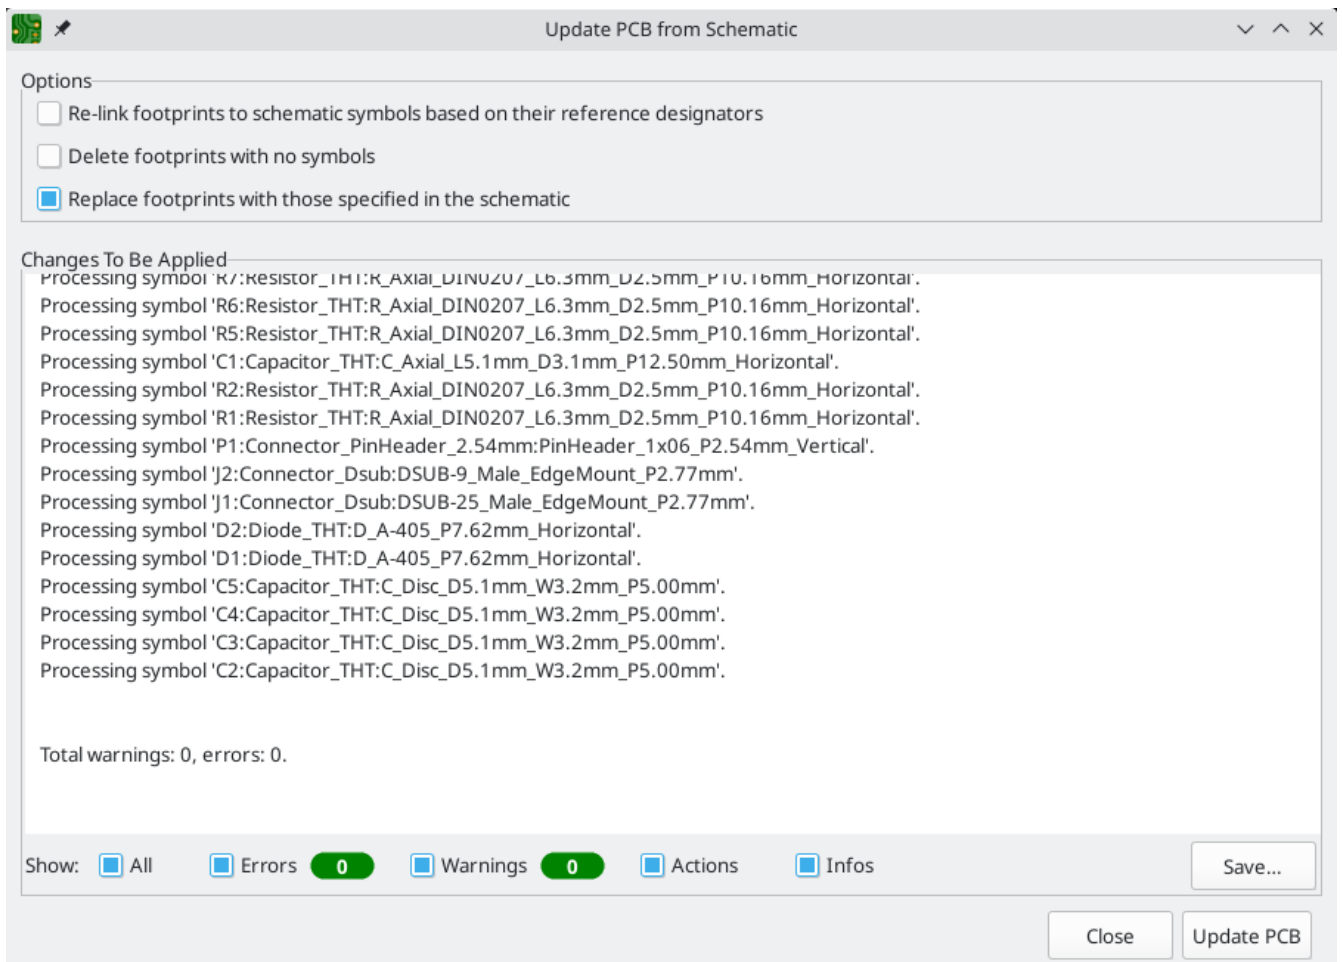 Update PCB from Schematic
Options
Re-link footprints to schematic symbols based on their reference designators
Delete footprints with no symbols
Replace footprints with those specified in the schematic
Changes To Be Applied
Processing symbol 'R7:Resistor_THT:R_Axial_DIN0207_L6.3mm_D2.5mm_P10.16mm_Horizontal'.
Processing symbol 'R6:Resistor_THT:R_Axial_DIN0207_L6.3mm_D2.5mm_P10.16mm_Horizontal'.
Processing symbol 'R5:Resistor_THT:R_Axial_DIN0207_L6.3mm_D2.5mm_P10.16mm_Horizontal'.
Processing symbol 'C1:Capacitor_THT:C_Axial_L5.1mm_D3.1mm_P12.50mm_Horizontal'.
Processing symbol 'R2:Resistor_THT:R_Axial_DIN0207_L6.3mm_D2.5mm_P10.16mm_Horizontal'.
Processing symbol 'R1:Resistor_THT:R_Axial_DIN0207_L6.3mm_D2.5mm_P10.16mm_Horizontal'.
Processing symbol 'P1:Connector_PinHeader_2.54mm:PinHeader_1x06_P2.54mm_Vertical'.
Processing symbol 'J2:Connector_Dsub:DSUB-9_Male_EdgeMount_P2.77mm'.
Processing symbol 'J1:Connector_Dsub:DSUB-25_Male_EdgeMount_P2.77mm'.
Processing symbol 'D2:Diode_THT:D_A-405_P7.62mm_Horizontal'.
Processing symbol 'D1:Diode_THT:D_A-405_P7.62mm_Horizontal'.
Processing symbol 'C5:Capacitor_THT:C_Disc_D5.1mm_W3.2mm_P5.00mm'.
Processing symbol 'C4:Capacitor_THT:C_Disc_D5.1mm_W3.2mm_P5.00mm'.
Processing symbol 'C3:Capacitor_THT:C_Disc_D5.1mm_W3.2mm_P5.00mm'.
Processing symbol 'C2:Capacitor_THT:C_Disc_D5.1mm_W3.2mm_P5.00mm'.
Total warnings: 0, errors: 0.
Show: All Errors 0 Warnings 0 Actions Infos Save...
Close Update PCB